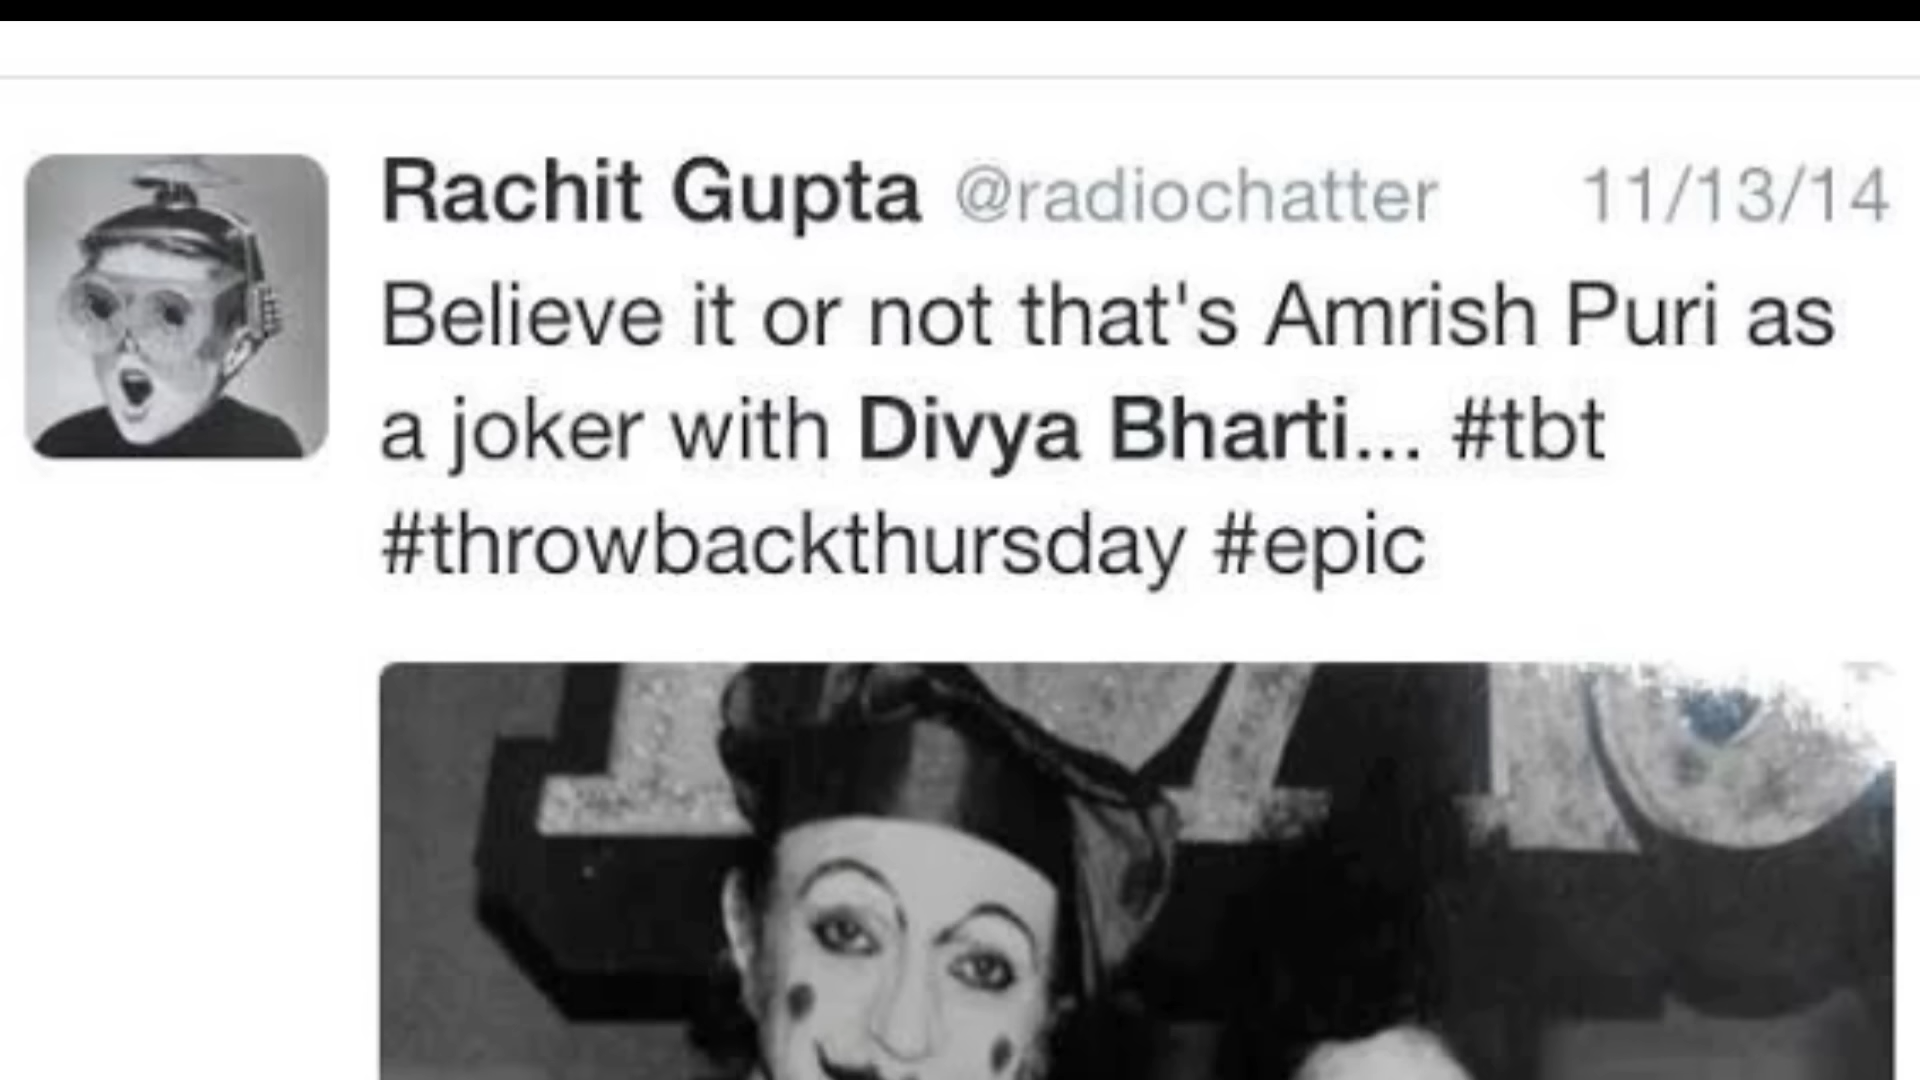 Rachit Gupta @radiochatter 11/13/14
Believe it or not that's Amrish Puri as
a joker with Divya Bharti... #tbt
#throwbackthursday #epic